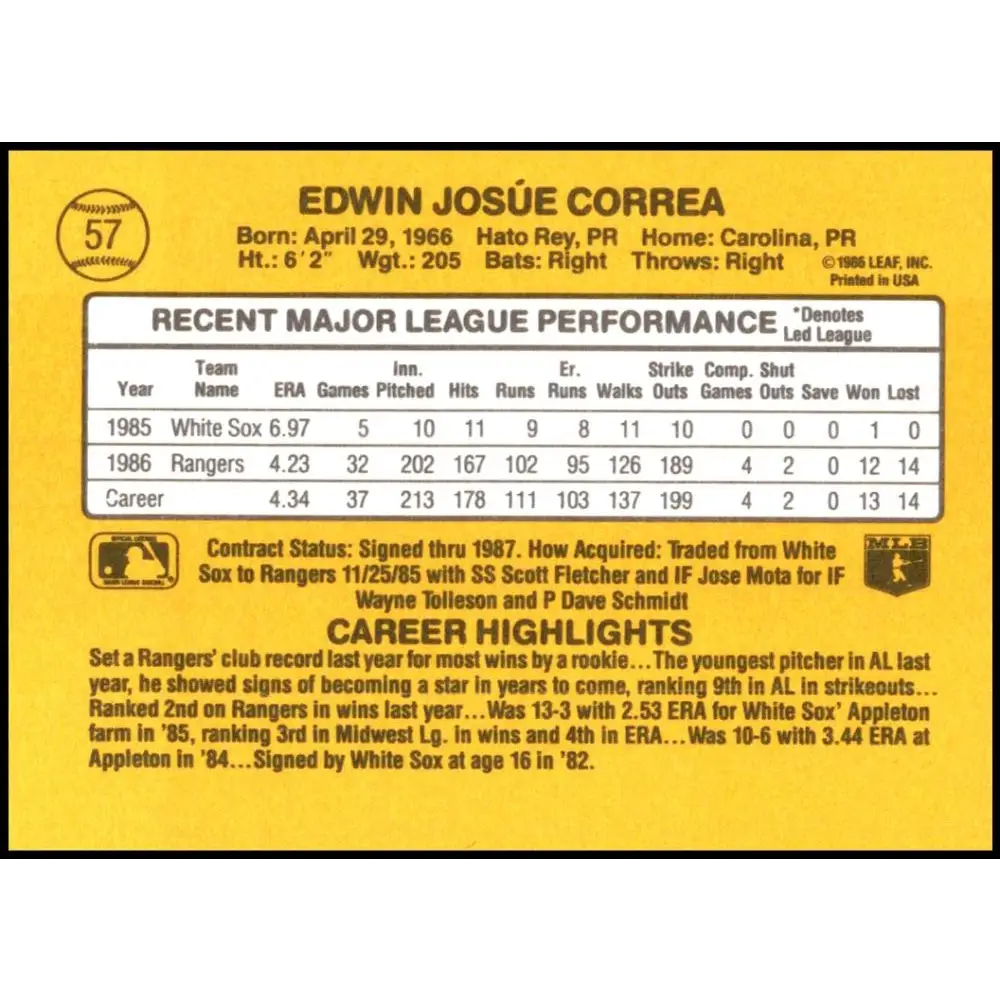 EDWIN JOSÚE CORREA
57
Born: April 29, 1966 Hato Rey, PR Home: Carolina, PR
Ht.: 6'2" Wgt.: 205 Bats: Right Throws: Right
©1986 LEAF, INC.
Printed in USA
RECENT MAJOR LEAGUE PERFORMANCE *Denotes Led League
Year Team Name ERA Games Inn. Pitched Hits Runs Er. Runs Walks Strike Outs Comp. Games Shut Outs Save Won Lost
1985 White Sox 6.97 5 10 11 9 8 11 10 0 0 0 1 0
1986 Rangers 4.23 32 202 167 102 95 126 189 4 2 0 12 14
Career 4.34 37 213 178 111 103 137 199 4 2 0 13 14
OFFICIAL LICENSEE
MAJOR LEAGUE BASEBALL
MLB
Contract Status: Signed thru 1987. How Acquired: Traded from White
Sox to Rangers 11/25/85 with SS Scott Fletcher and IF Jose Mota for IF
Wayne Tolleson and P Dave Schmidt
CAREER HIGHLIGHTS
Set a Rangers' club record last year for most wins by a rookie...The youngest pitcher in AL last
year, he showed signs of becoming a star in years to come, ranking 9th in AL in strikeouts...
Ranked 2nd on Rangers in wins last year...Was 13-3 with 2.53 ERA for White Sox' Appleton
farm in '85, ranking 3rd in Midwest Lg. in wins and 4th in ERA...Was 10-6 with 3.44 ERA at
Appleton in '84...Signed by White Sox at age 16 in '82.